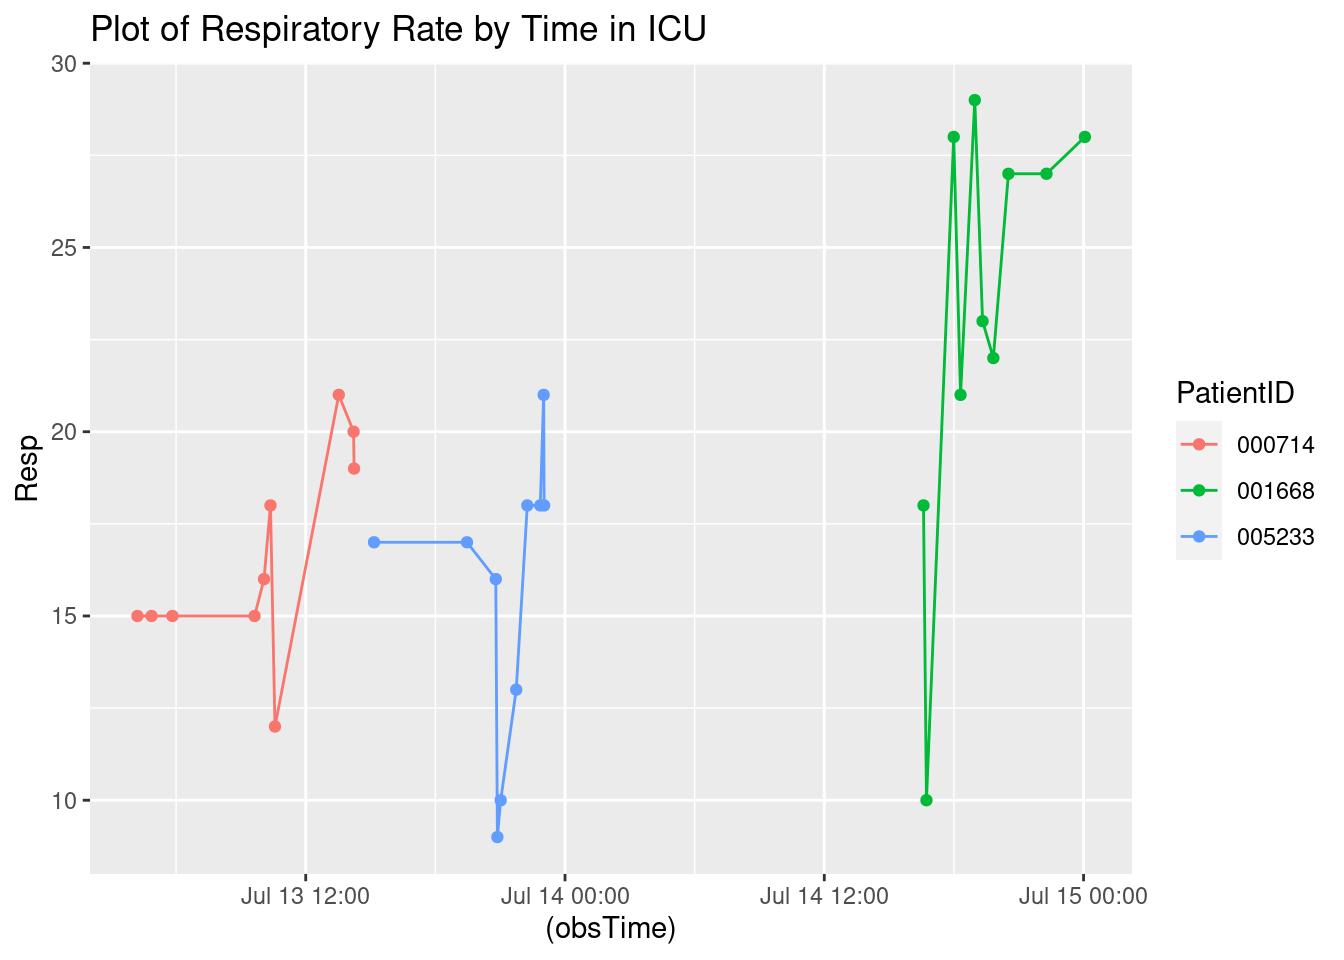 Plot of Respiratory Rate by Time in ICU
30
25
20
15
10
Resp
Jul 13 12:00
Jul 14 00:00
Jul 14 12:00
Jul 15 00:00
(obsTime)
PatientID
000714
001668
005233